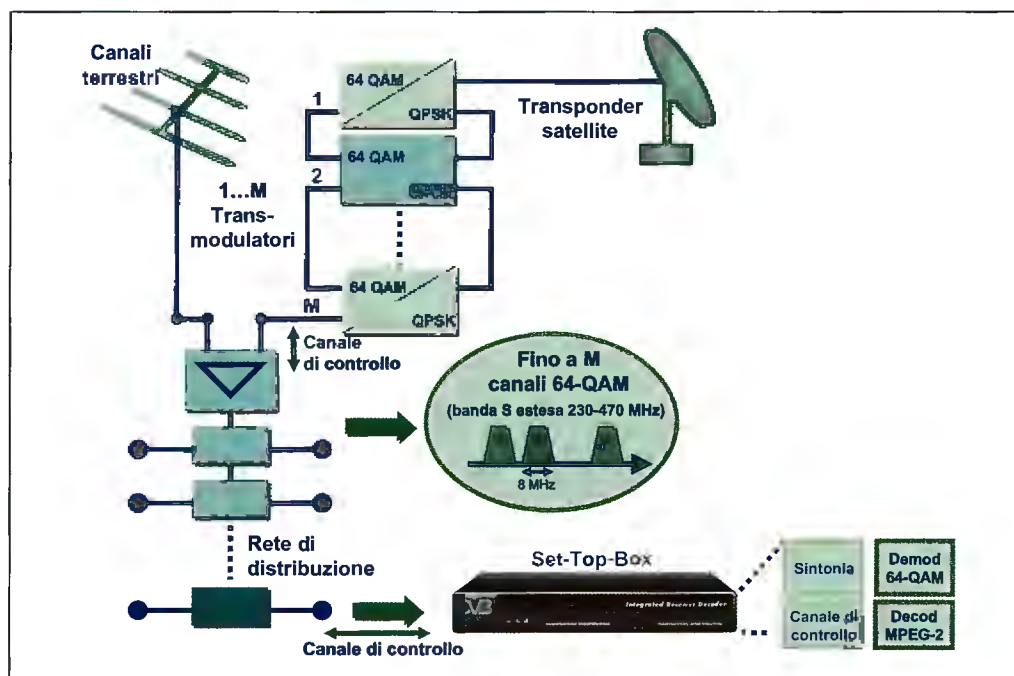 Canali
terrestri
64 QAM
1
QPSK
Transponder
satellite
64 QAM
2
QPSK
1...M
Trans-
modulatori
64 QAM
M
QPSK
Canale
di controllo
Fino a M
canali 64-QAM
(banda S estesa 230-470 MHz)
8 MHz
Rete di
distribuzione
Set-Top-Box
Sintonia
Demod
64-QAM
Integrated Receiver Decoder
Canale di
controllo
Decod
MPEG-2
Canale di controllo